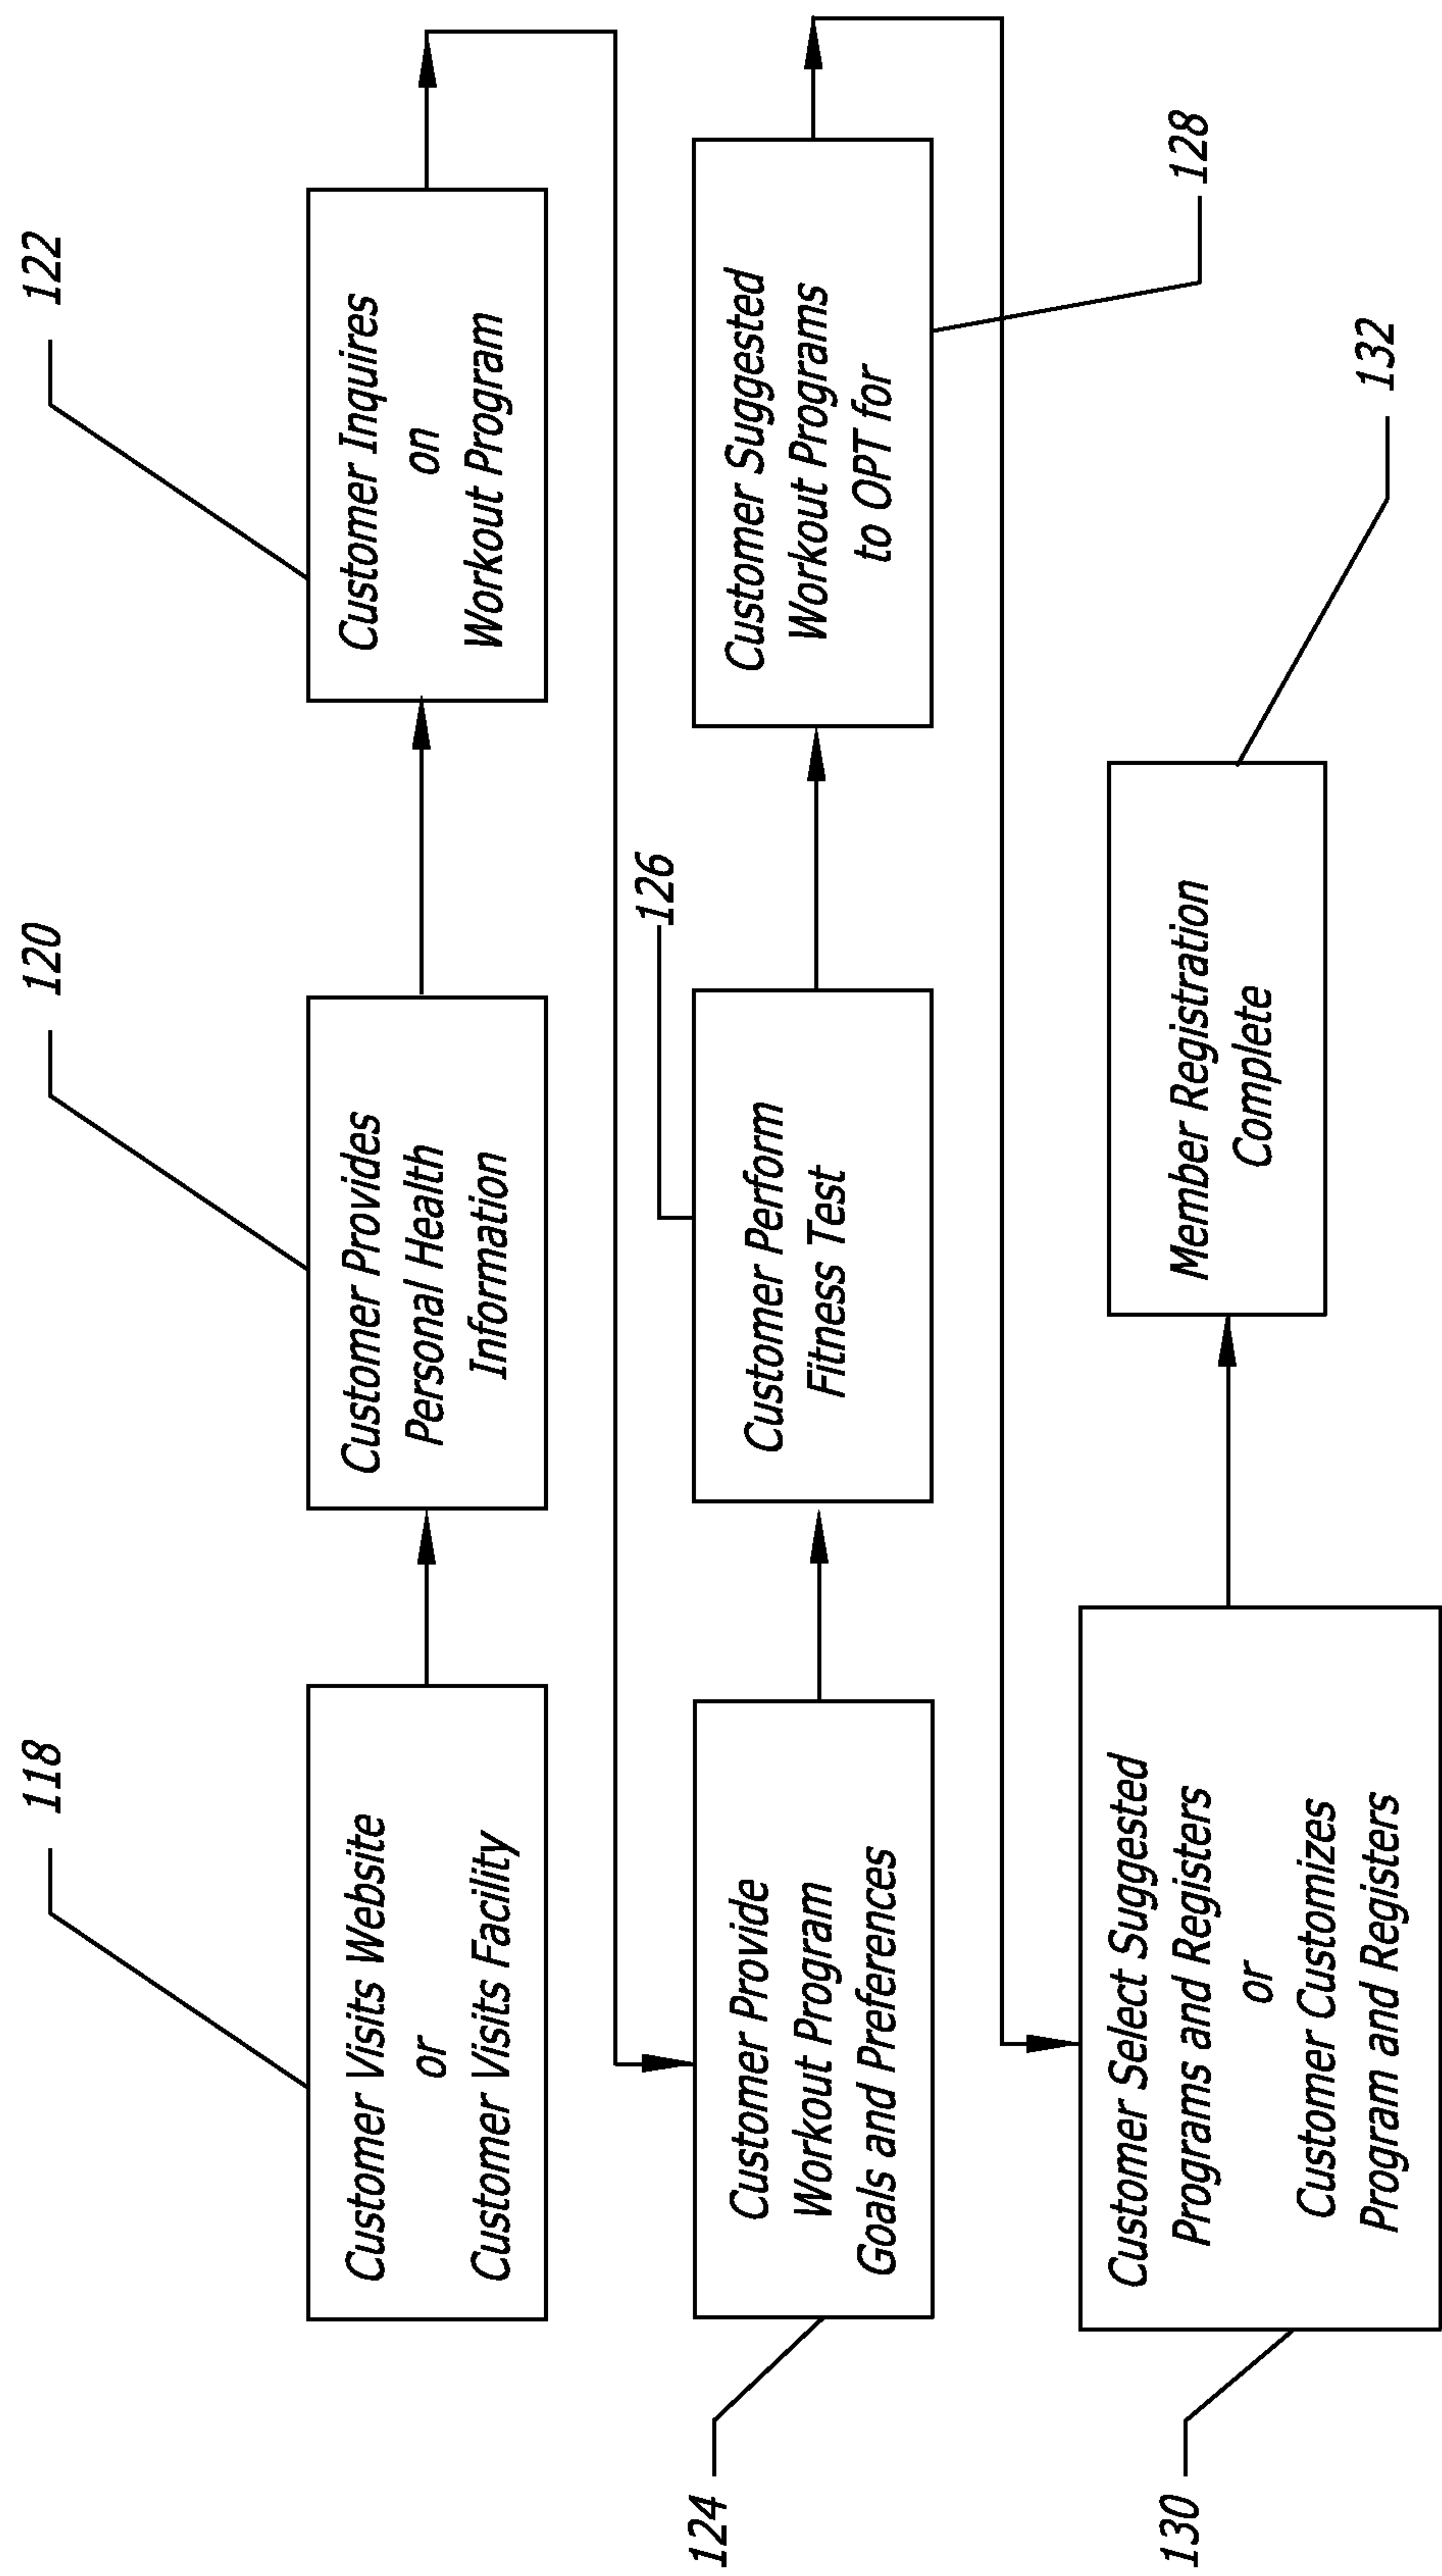 118
120
122
Customer Visits Website
or
Customer Visits Facility
Customer Provides
Personal Health
Information
Customer Inquires
on
Workout Program
124
126
128
Customer Provide
Workout Program
Goals and Preferences
Customer Perform
Fitness Test
Customer Suggested
Workout Programs
to OPT for
130
132
Customer Select Suggested
Programs and Registers
or
Customer Customizes
Program and Registers
Member Registration
Complete